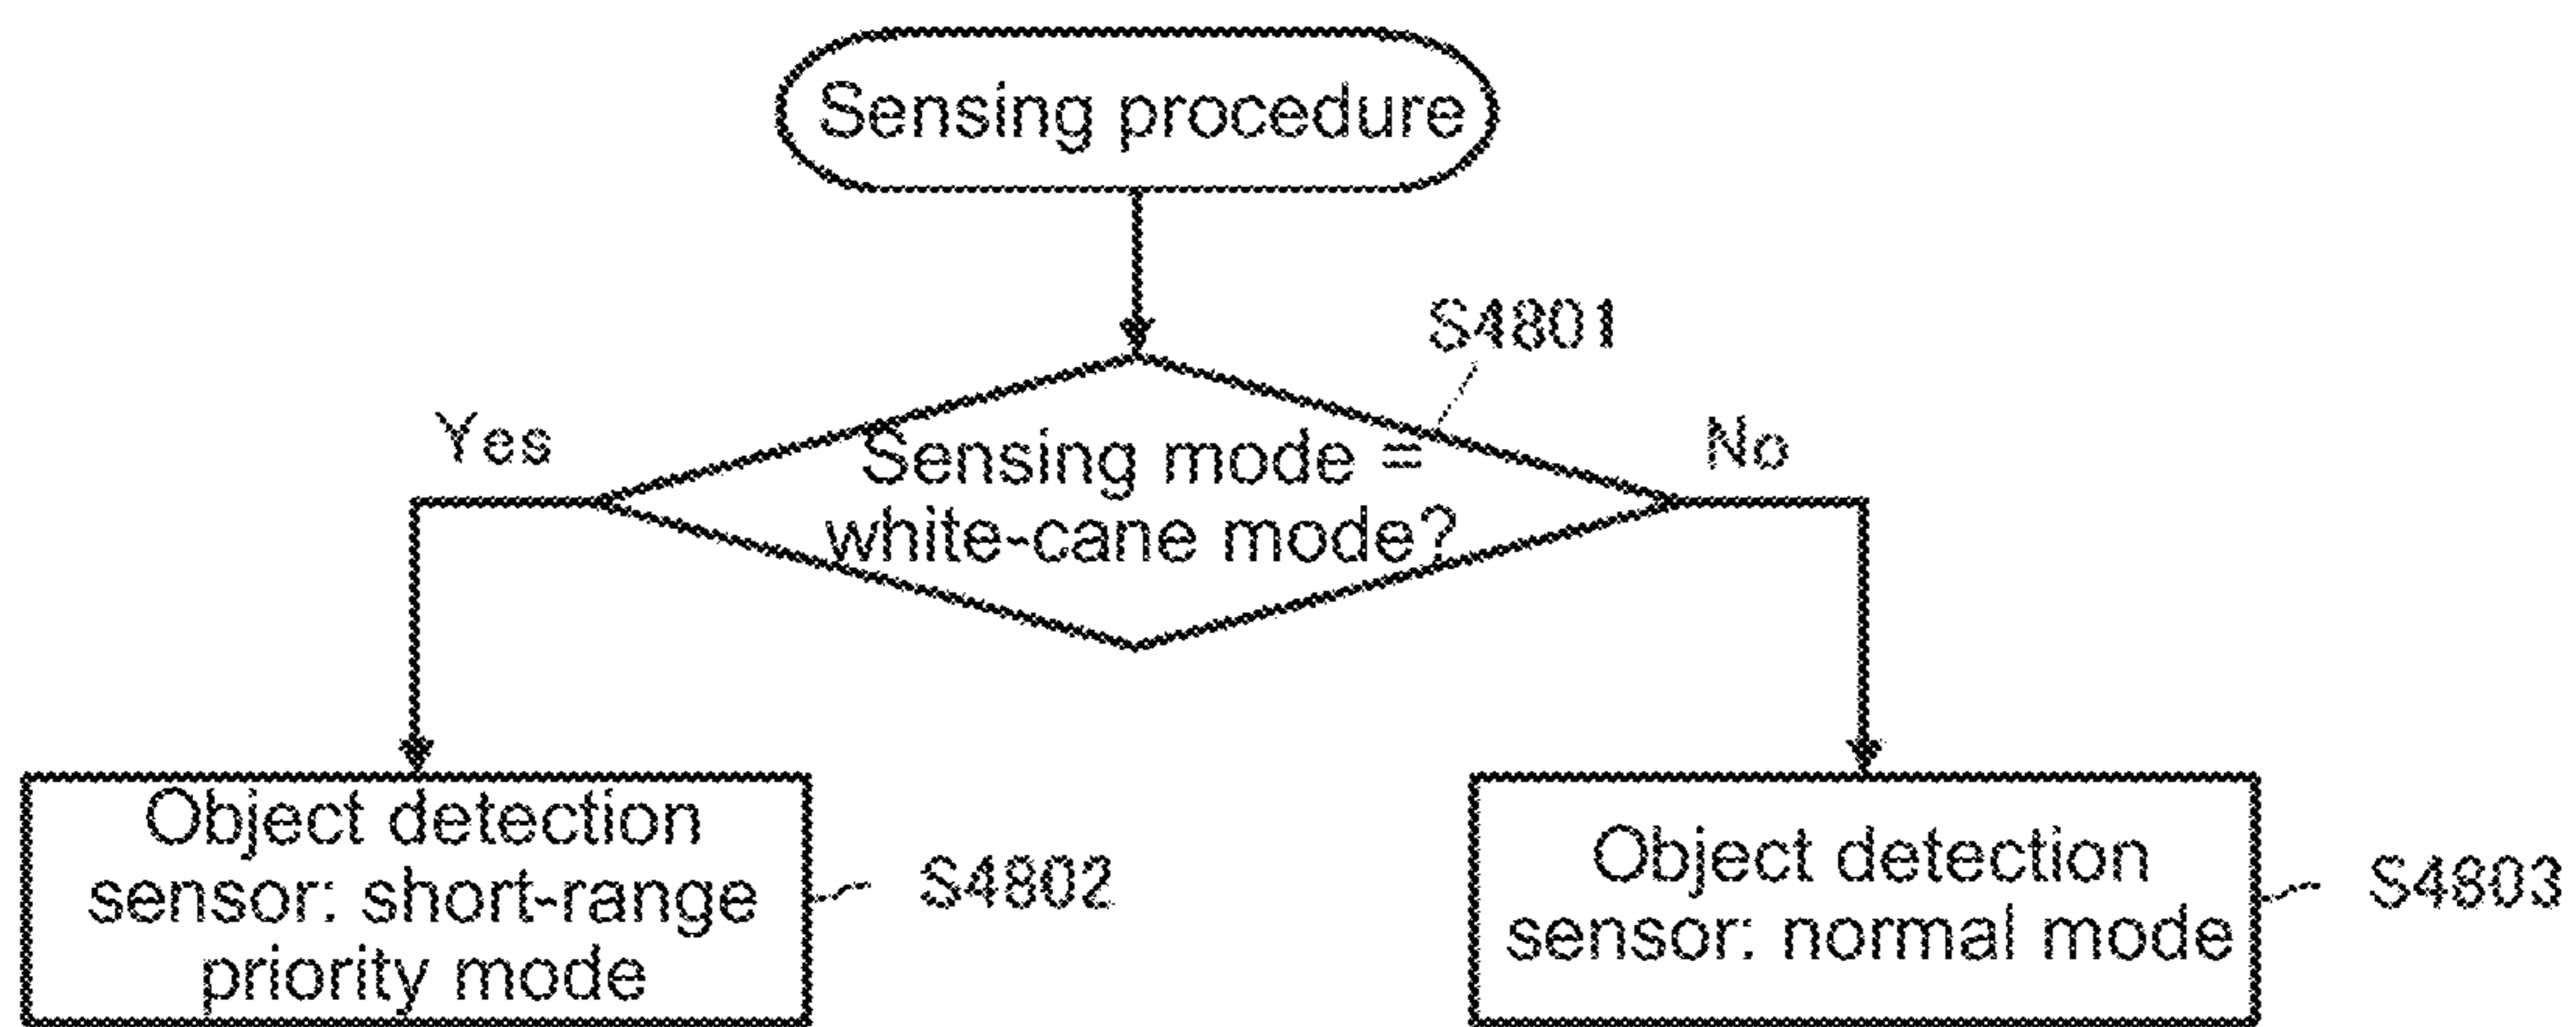 Sensing procedure
S4801
Yes
No
Sensing mode =
white-cane mode?
Object detection
sensor: short-range
priority mode
S4802
Object detection
sensor: normal mode
S4803